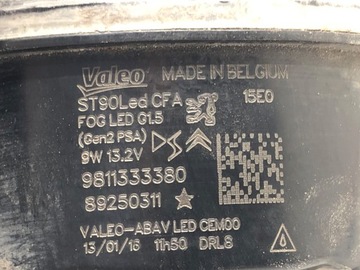 Valeo MADE IN BELGIUM
ST90Led CFA 15E0
FOG LED G1.5
(Gen2 PSA)
9W 13.2V
9811333380
89250311
VALEO-ABAV LED CEM00
13/01/16 11h50 DRL8